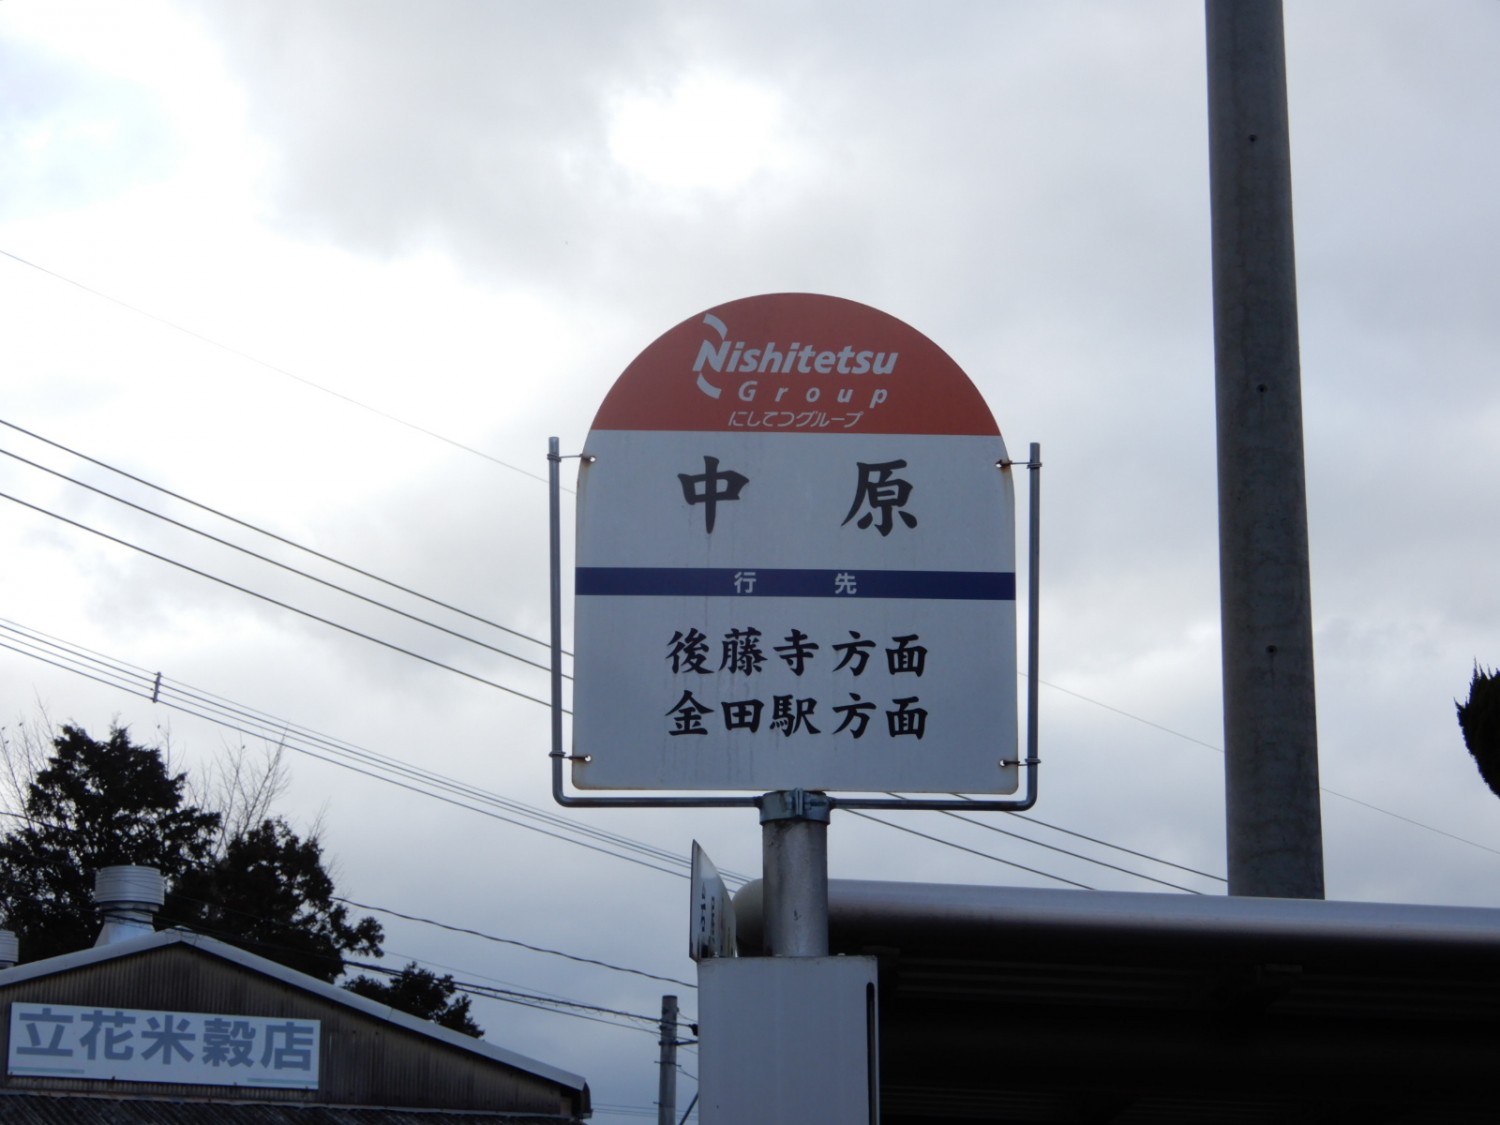 Nishitetsu
Group
にしてつグループ
中原
行先
後藤寺方面
金田駅方面
立花米穀店